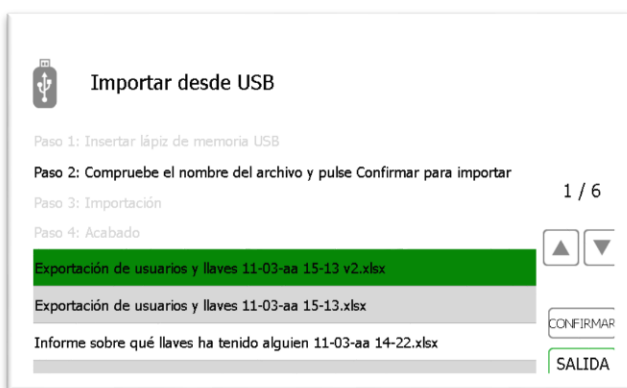 Importar desde USB
Paso 1: Insertar lápiz de memoria USB
Paso 2: Compruebe el nombre del archivo y pulse Confirmar para importar
1 / 6
Paso 3: Importación
Paso 4: Acabado
Exportación de usuarios y llaves 11-03-aa 15-13 v2.xlsx
Exportación de usuarios y llaves 11-03-aa 15-13.xlsx
CONFIRMAR
Informe sobre qué llaves ha tenido alguien 11-03-aa 14-22.xlsx
SALIDA